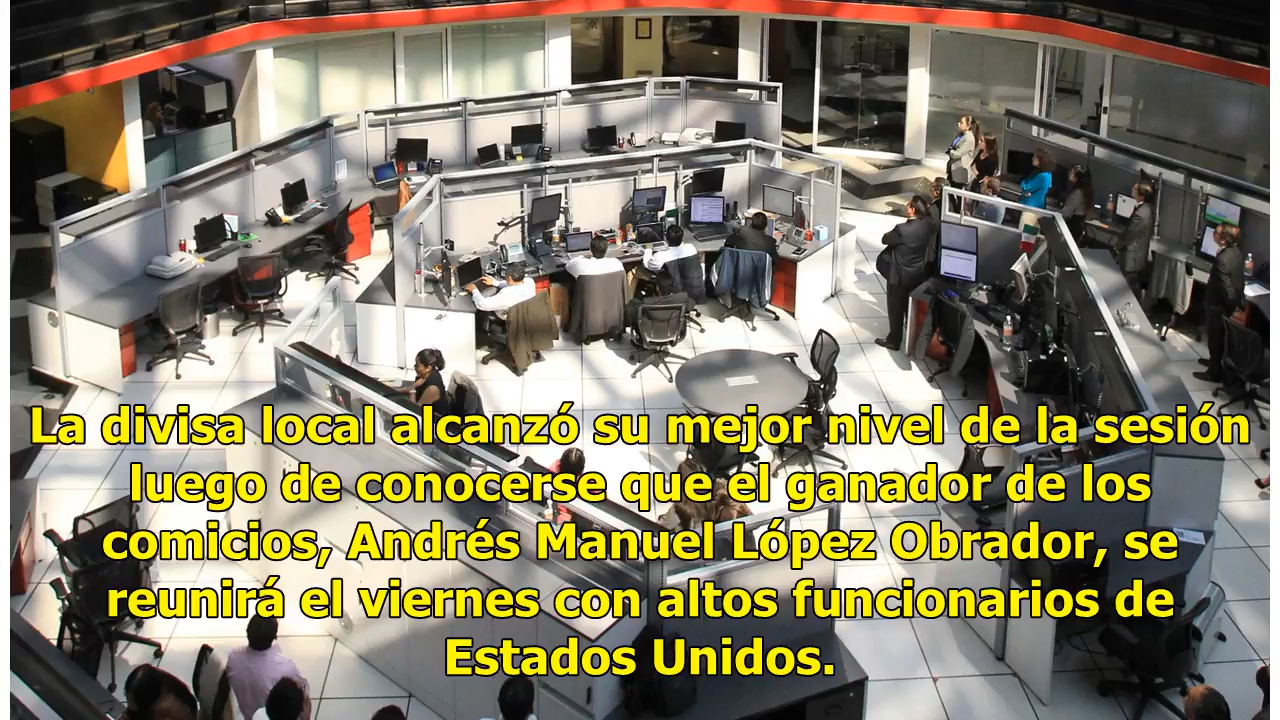 La divisa local alcanzó su mejor nivel de la sesión
luego de conocerse que el ganador de los
comicios, Andrés Manuel López Obrador, se
reunirá el viernes con altos funcionarios de
Estados Unidos.